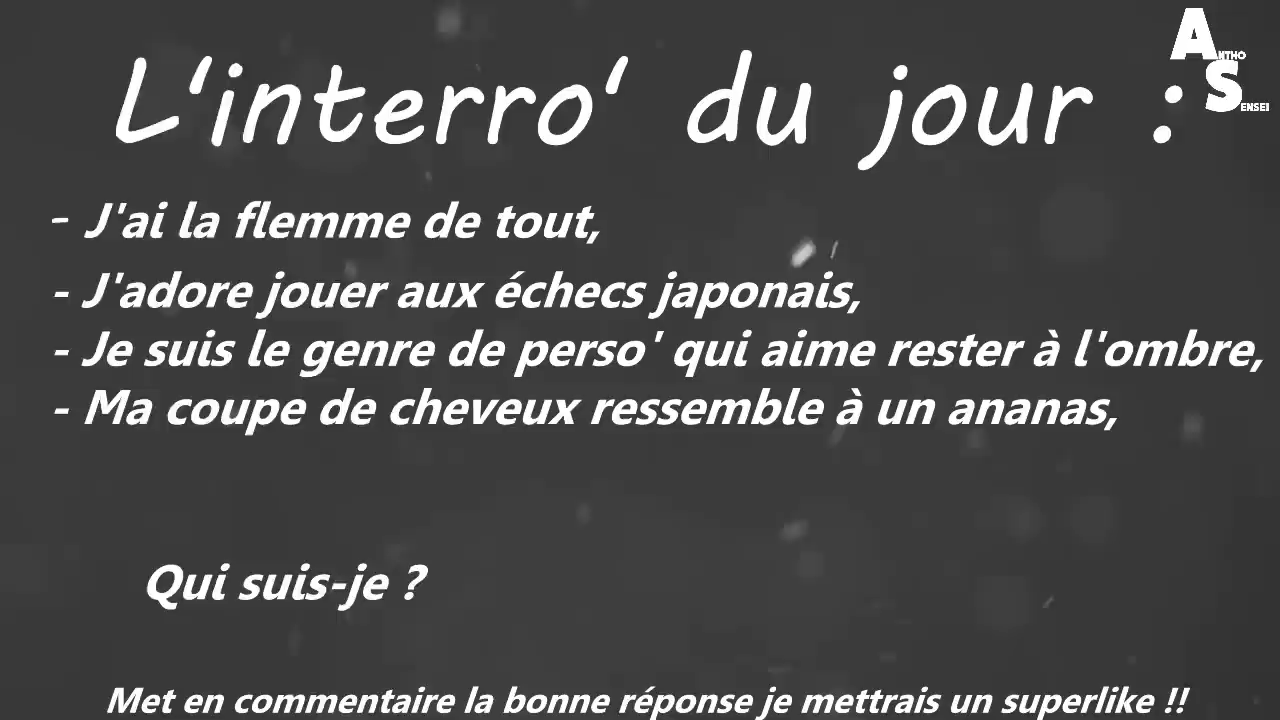 L'interro' du jour :
ANTHO
SENSEI
- J'ai la flemme de tout,
- J'adore jouer aux échecs japonais,
- Je suis le genre de perso' qui aime rester à l'ombre,
- Ma coupe de cheveux ressemble à un ananas,
Qui suis-je ?
Met en commentaire la bonne réponse je mettrais un superlike !!